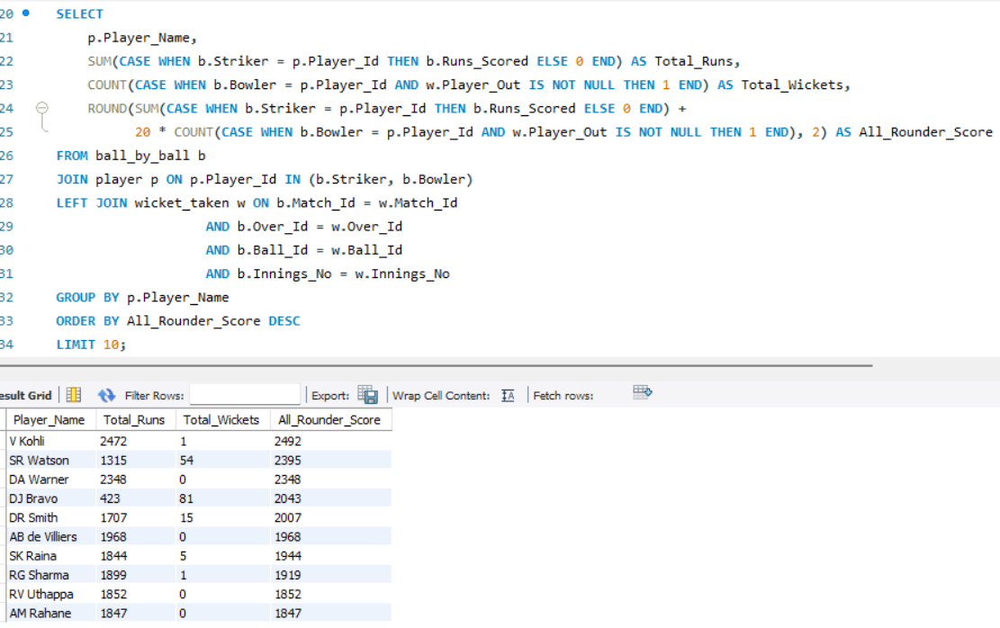 20 SELECT
21 p.Player_Name,
22 SUM(CASE WHEN b.Striker = p.Player_Id THEN b.Runs_Scored ELSE 0 END) AS Total_Runs,
23 COUNT(CASE WHEN b.Bowler = p.Player_Id AND w.Player_Out IS NOT NULL THEN 1 END) AS Total_Wickets,
24 ROUND(SUM(CASE WHEN b.Striker = p.Player_Id THEN b.Runs_Scored ELSE 0 END) +
25 20 * COUNT(CASE WHEN b.Bowler = p.Player_Id AND w.Player_Out IS NOT NULL THEN 1 END), 2) AS All_Rounder_Score
26 FROM ball_by_ball b
27 JOIN player p ON p.Player_Id IN (b.Striker, b.Bowler)
28 LEFT JOIN wicket_taken w ON b.Match_Id = w.Match_Id
29 AND b.Over_Id = w.Over_Id
30 AND b.Ball_Id = w.Ball_Id
31 AND b.Innings_No = w.Innings_No
32 GROUP BY p.Player_Name
33 ORDER BY All_Rounder_Score DESC
34 LIMIT 10;
esult Grid Filter Rows: Export: Wrap Cell Content: IA Fetch rows:
Player_Name Total_Runs Total_Wickets All_Rounder_Score
V Kohli 2472 1 2492
SR Watson 1315 54 2395
DA Warner 2348 0 2348
DJ Bravo 423 81 2043
DR Smith 1707 15 2007
AB de Villiers 1968 0 1968
SK Raina 1844 5 1944
RG Sharma 1899 1 1919
RV Uthappa 1852 0 1852
AM Rahane 1847 0 1847